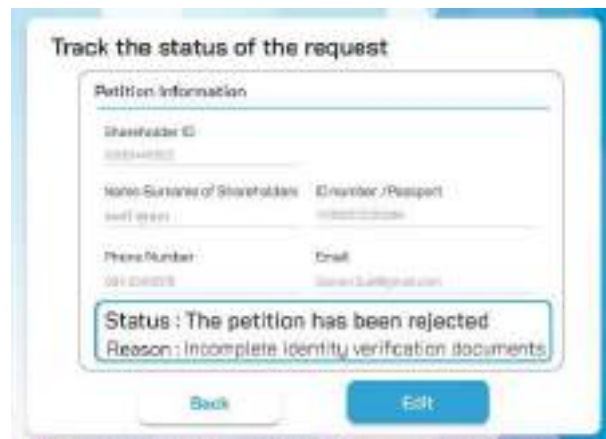 Track the status of the request
Petition Information
Shareholder ID
Name-Surname of Shareholders ID number / Passport
Phone Number Email
Status : The petition has been rejected
Reason : Incomplete identity verification documents
Back Edit